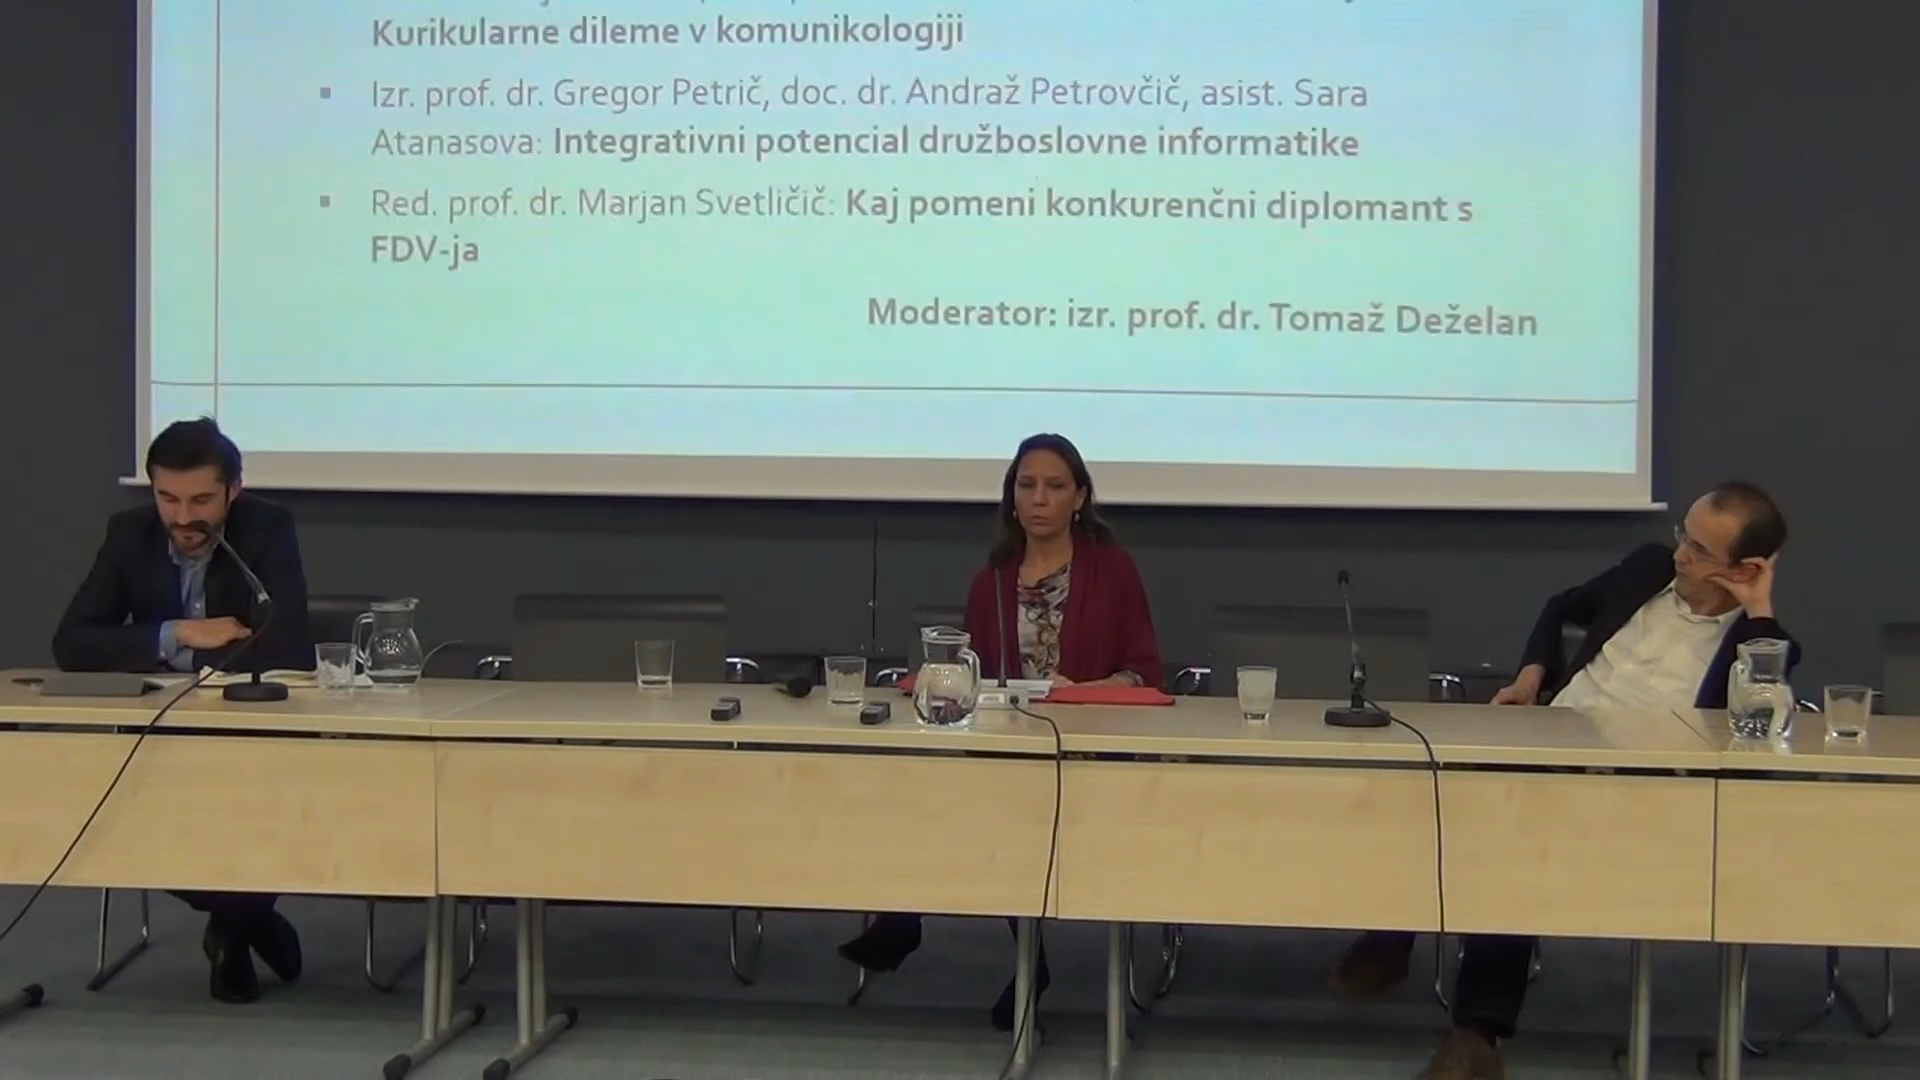 Kurikularne dileme v komunikologiji
Izr. prof. dr. Gregor Petrič, doc. dr. Andraž Petrovčič, asist. Sara
Atanasova: Integrativni potencial družboslovne informatike
Red. prof. dr. Marjan Svetličič: Kaj pomeni konkurenčni diplomant s
FDV-ja
Moderator: izr. prof. dr. Tomaž Deželan